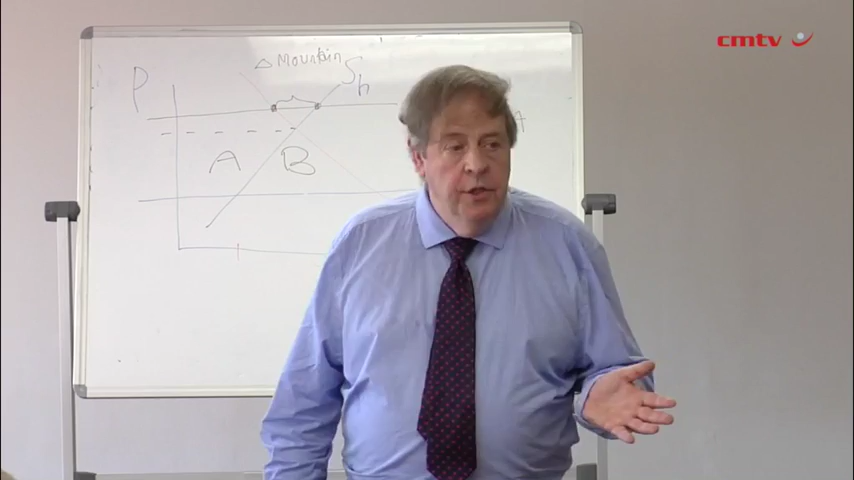 cmtv
Δ Mountain
P
Sh
A B